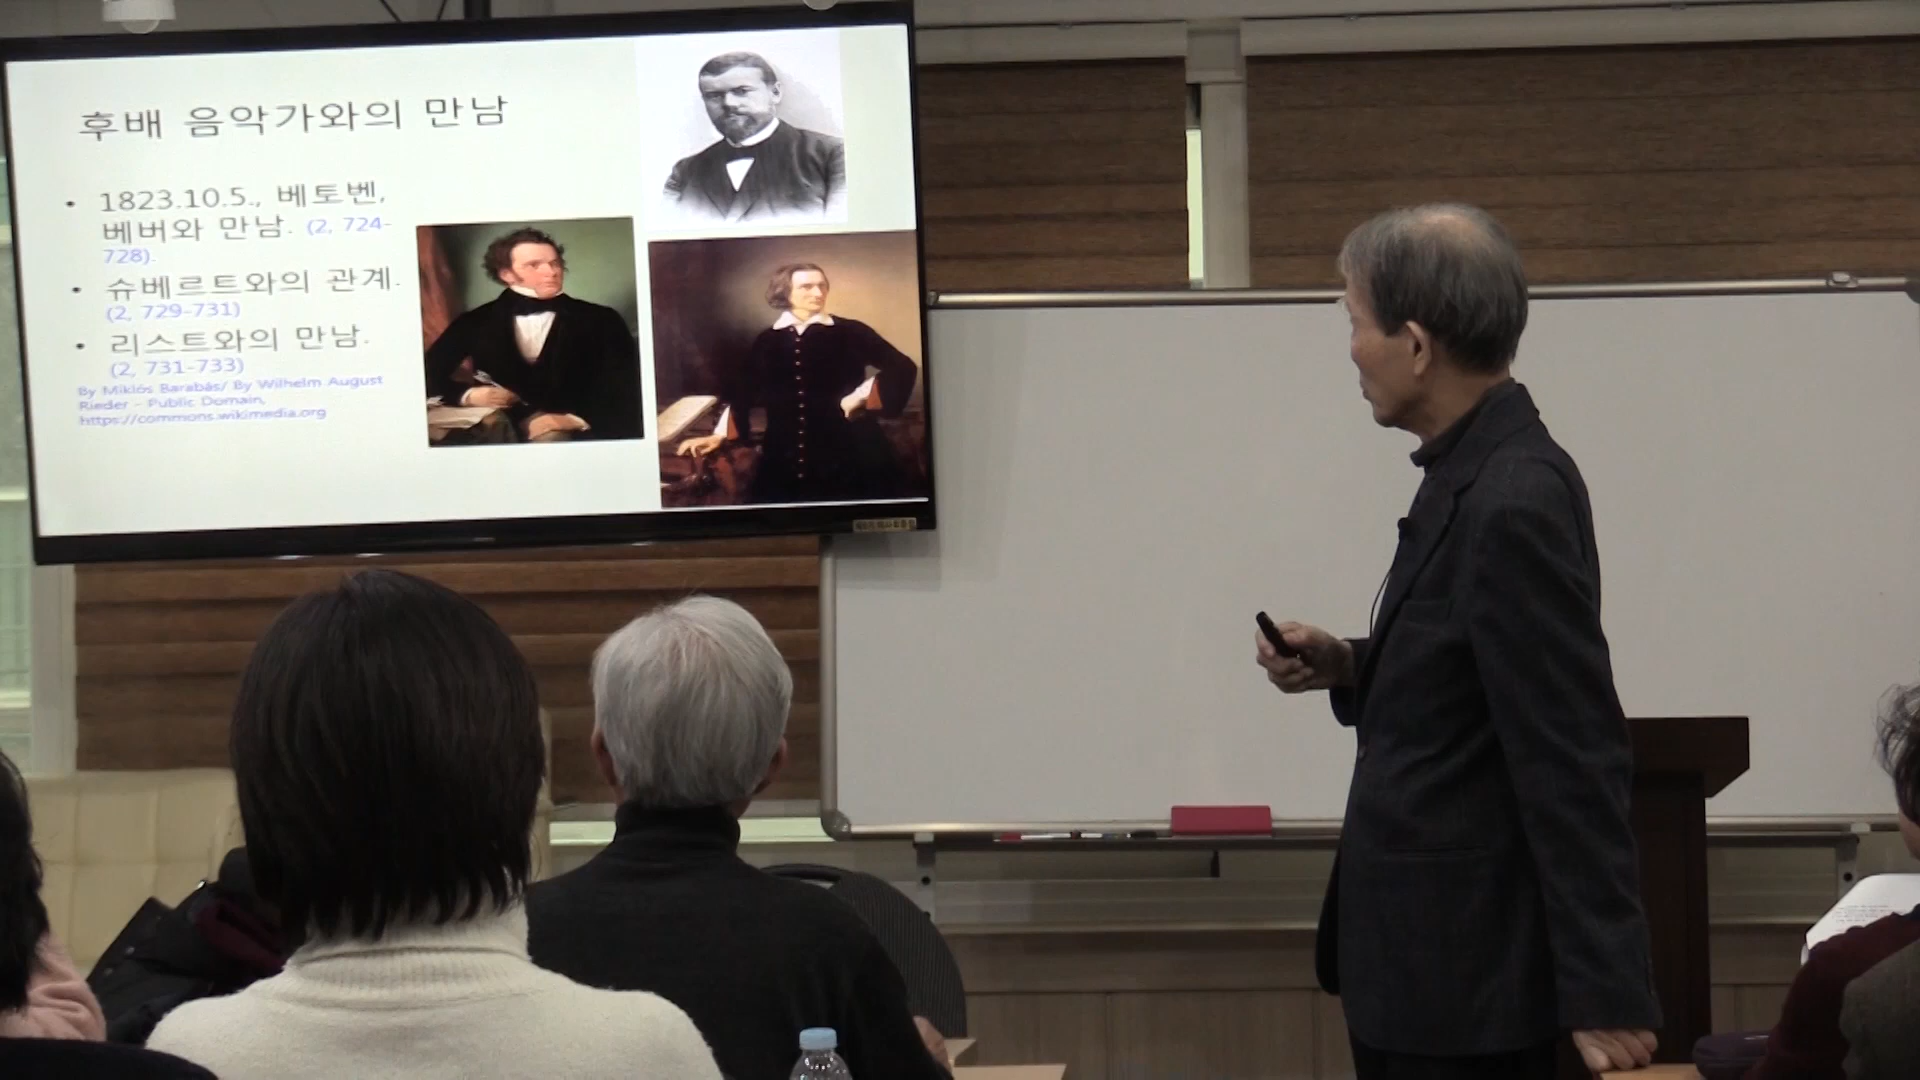 후배 음악가와의 만남
• 1823.10.5., 베토벤,
베버와 만남. (2, 724-
728).
• 슈베르트와의 관계.
(2, 729-731)
• 리스트와의 만남.
(2, 731-733)
By Miklós Barabás/ By Wilhelm August
Rieder - Public Domain,
https://commons.wikimedia.org